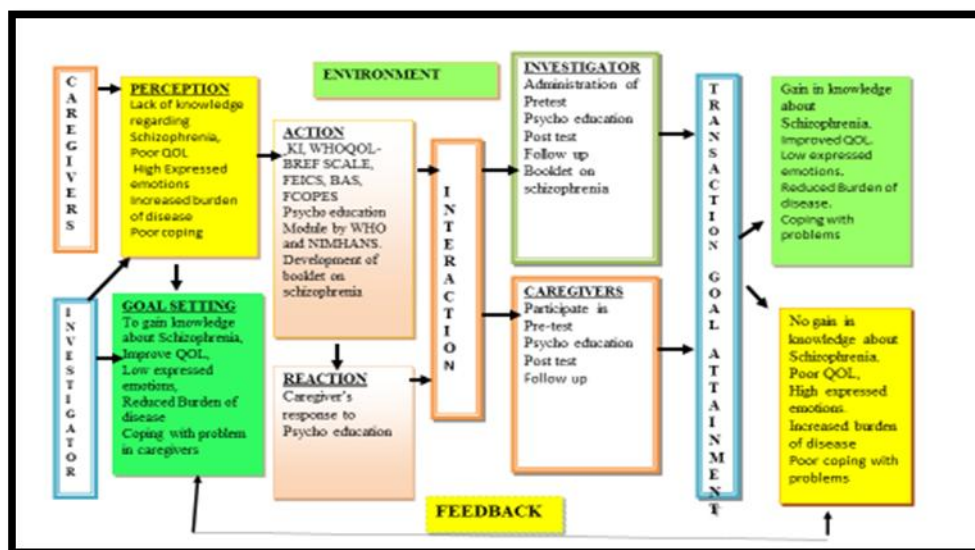 CAREGIVERS
PERCEPTION
Lack of knowledge
regarding
Schizophrenia,
Poor QOL
High Expressed
emotions
Increased burden
of disease
Poor coping
INVESTIGATOR
GOAL SETTING
To gain knowledge
about Schizophrenia,
Improve QOL,
Low expressed
emotions,
Reduced Burden of
disease
Coping with problem
in caregivers
ENVIRONMENT
ACTION
KI, WHOQOL-
BREF SCALE,
FEICS, BAS,
FCOPES
Psycho education
Module by WHO
and NIMHANS.
Development of
booklet on
schizophrenia
REACTION
Caregiver's
response to
Psycho education
INTERACTION
INVESTIGATOR
Administration of
Pretest
Psycho education
Post test
Follow up
Booklet on
schizophrenia
CAREGIVERS
Participate in
Pre-test
Psycho education
Post test
Follow up
TRANSACTION GOAL ATTAINMENT
Gain in knowledge
about
Schizophrenia.
Improved QOL.
Low expressed
emotions.
Reduced Burden of
disease.
Coping with
problems
No gain in
knowledge about
Schizophrenia,
Poor QOL,
High expressed
emotions.
Increased burden
of disease
Poor coping with
problems
FEEDBACK